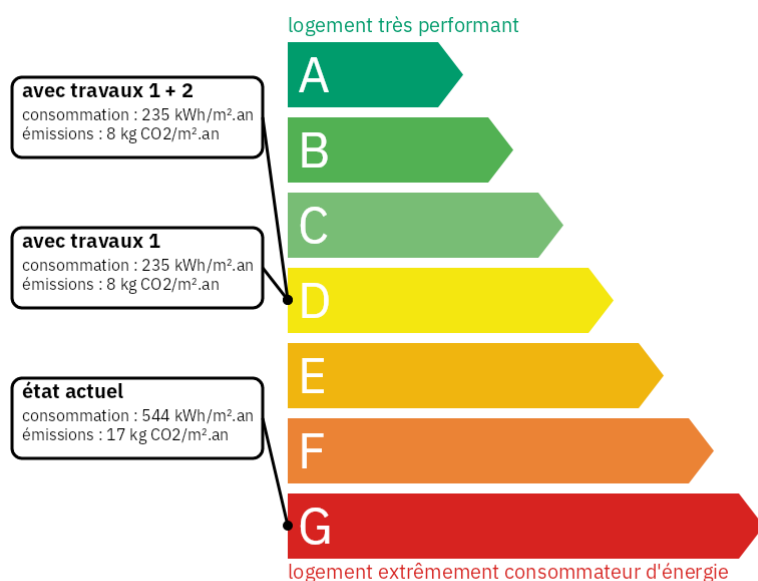 logement très performant
A
avec travaux 1 + 2
consommation : 235 kWh/m².an
émissions : 8 kg CO2/m².an
B
avec travaux 1
consommation : 235 kWh/m².an
émissions : 8 kg CO2/m².an
C
D
état actuel
consommation : 544 kWh/m².an
émissions : 17 kg CO2/m².an
E
F
G
logement extrêmement consommateur d'énergie